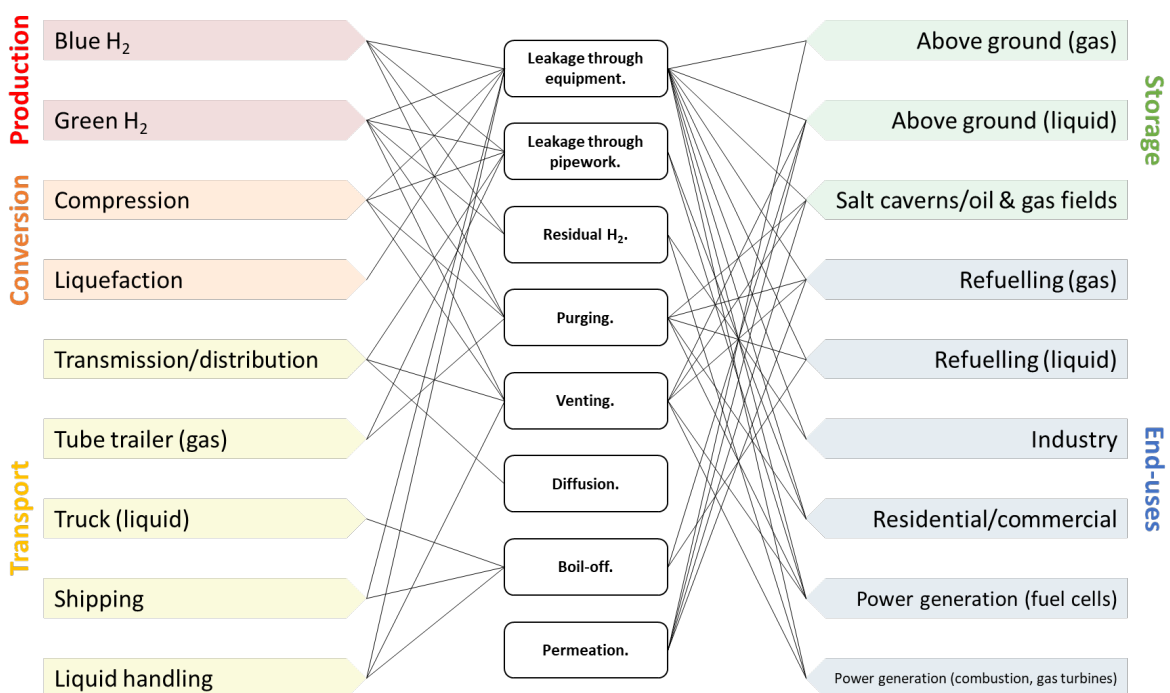 Production
Blue H₂
Green H₂
Conversion
Compression
Liquefaction
Transport
Transmission/distribution
Tube trailer (gas)
Truck (liquid)
Shipping
Liquid handling
Leakage through
equipment.
Leakage through
pipework.
Residual H₂.
Purging.
Venting.
Diffusion.
Boil-off.
Permeation.
Storage
Above ground (gas)
Above ground (liquid)
Salt caverns/oil & gas fields
End-uses
Refuelling (gas)
Refuelling (liquid)
Industry
Residential/commercial
Power generation (fuel cells)
Power generation (combustion, gas turbines)